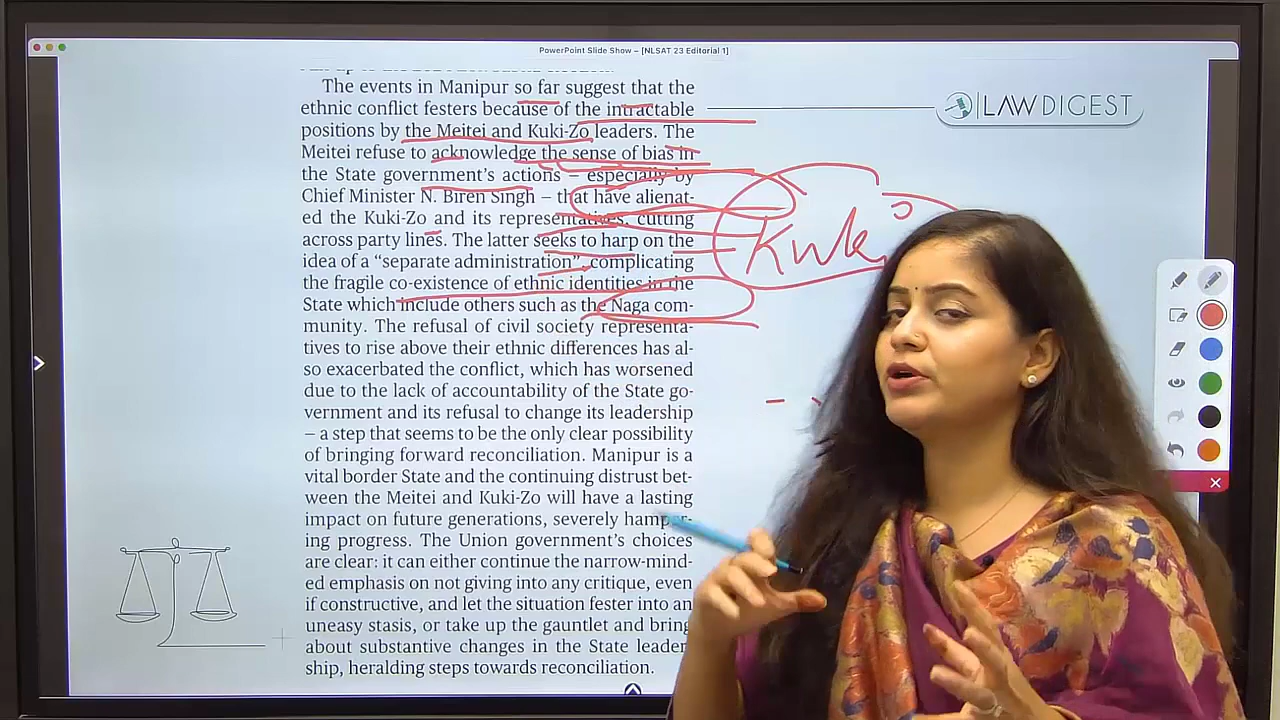 PowerPoint Slide Show – [NLSAT 23 Editorial 1]
The events in Manipur so far suggest that the
ethnic conflict festers because of the intractable
positions by the Meitei and Kuki-Zo leaders. The
Meitei refuse to acknowledge the sense of bias in
the State government’s actions – especially by
Chief Minister N. Biren Singh – that have alienat-
ed the Kuki-Zo and its representatives, cutting
across party lines. The latter seeks to harp on the
idea of a “separate administration”, complicating
the fragile co-existence of ethnic identities in the
State which include others such as the Naga com-
munity. The refusal of civil society representa-
tives to rise above their ethnic differences has al-
so exacerbated the conflict, which has worsened
due to the lack of accountability of the State go-
vernment and its refusal to change its leadership
– a step that seems to be the only clear possibility
of bringing forward reconciliation. Manipur is a
vital border State and the continuing distrust bet-
ween the Meitei and Kuki-Zo will have a lasting
impact on future generations, severely hamper-
ing progress. The Union government’s choices
are clear: it can either continue the narrow-mind-
ed emphasis on not giving into any critique, even
if constructive, and let the situation fester into an
uneasy stasis, or take up the gauntlet and bring
about substantive changes in the State leader
ship, heralding steps towards reconciliation.
LAW DIGEST